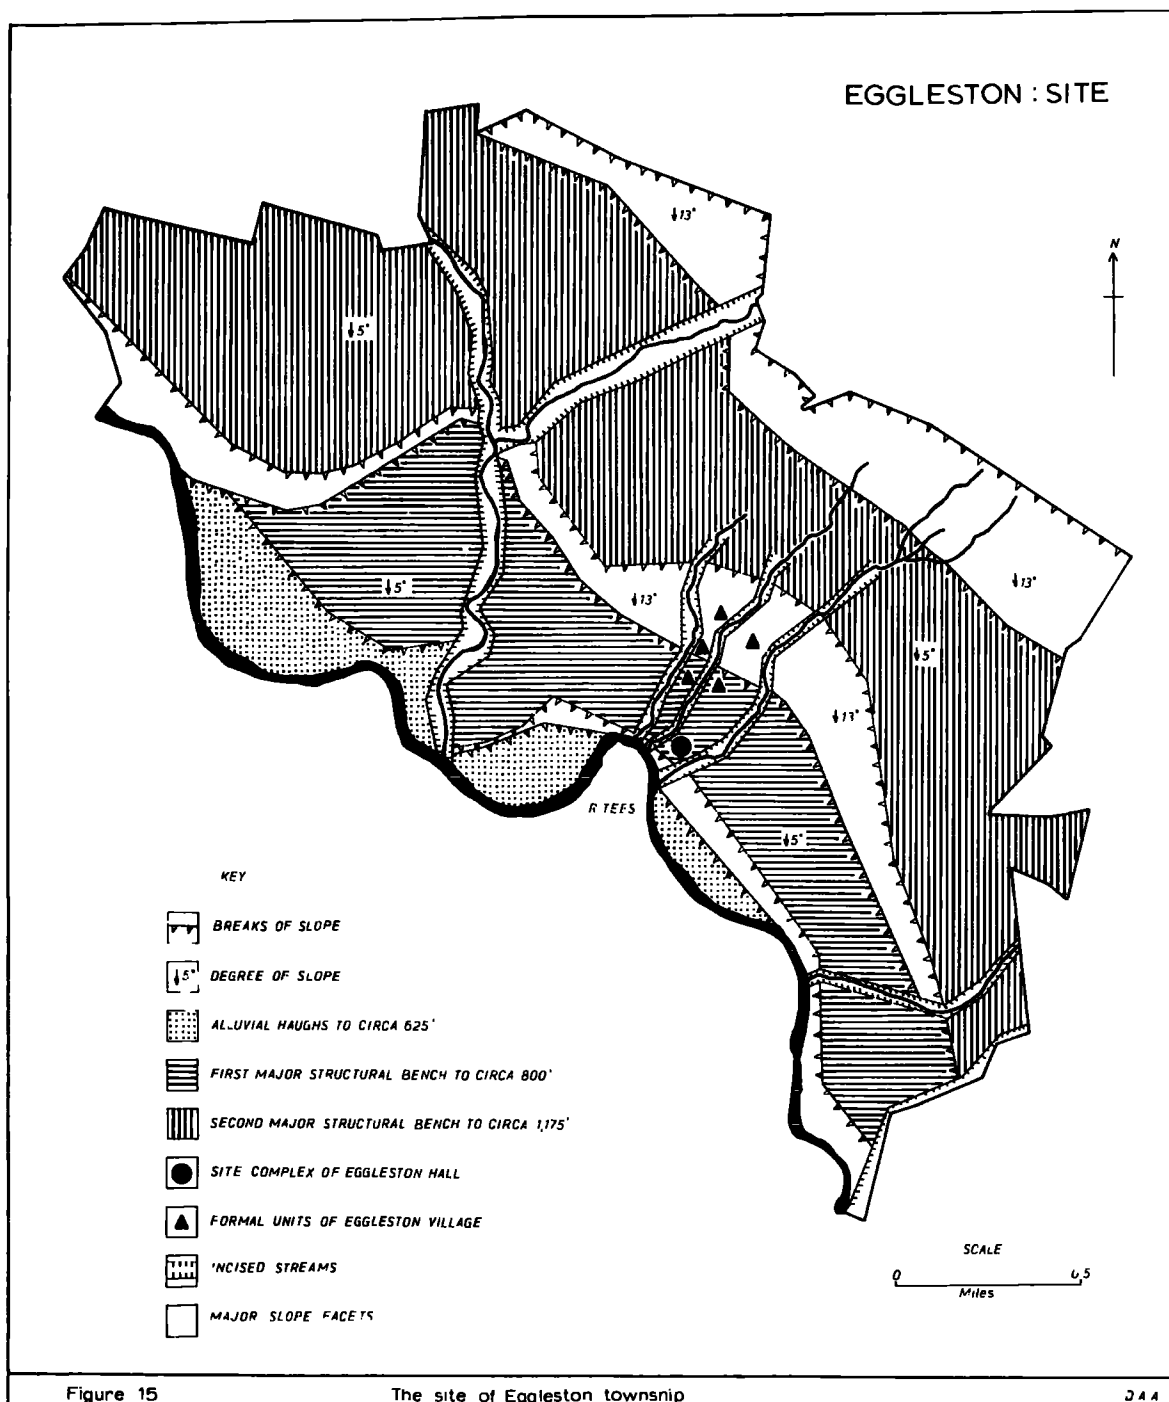 EGGLESTON : SITE
↓13°
N
↓5°
↓5°
↓13°
↓13°
↓5°
↓13°
R TEES
↓5°
KEY
BREAKS OF SLOPE
↓5° DEGREE OF SLOPE
ALLUVIAL HAUGHS TO CIRCA 625'
FIRST MAJOR STRUCTURAL BENCH TO CIRCA 800'
SECOND MAJOR STRUCTURAL BENCH TO CIRCA 1,175'
SITE COMPLEX OF EGGLESTON HALL
FORMAL UNITS OF EGGLESTON VILLAGE
INCISED STREAMS
MAJOR SLOPE FACETS
SCALE
0 0.5
Miles
Figure 15 The site of Eggleston township